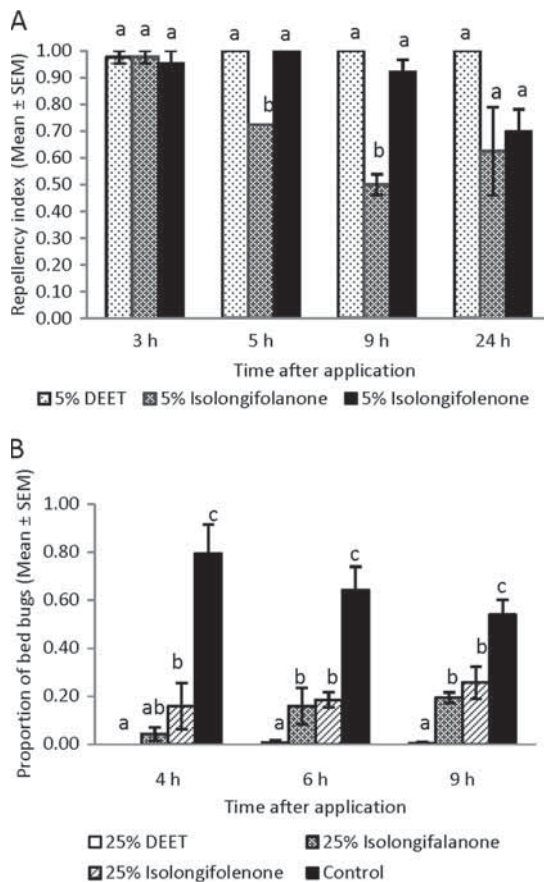 A
Repellency index (Mean ± SEM)
1.00
0.90
0.80
0.70
0.60
0.50
0.40
0.30
0.20
0.10
0.00
a a a a b a a b a a a a
3 h 5 h 9 h 24 h
Time after application
5% DEET 5% Isolongifolanone 5% Isolongifolenone
B
Proportion of bed bugs (Mean ± SEM)
1.00
0.80
0.60
0.40
0.20
0.00
a ab b c a b b c a b b c
4 h 6 h 9 h
Time after application
25% DEET 25% Isolongifalanone
25% Isolongifolenone Control